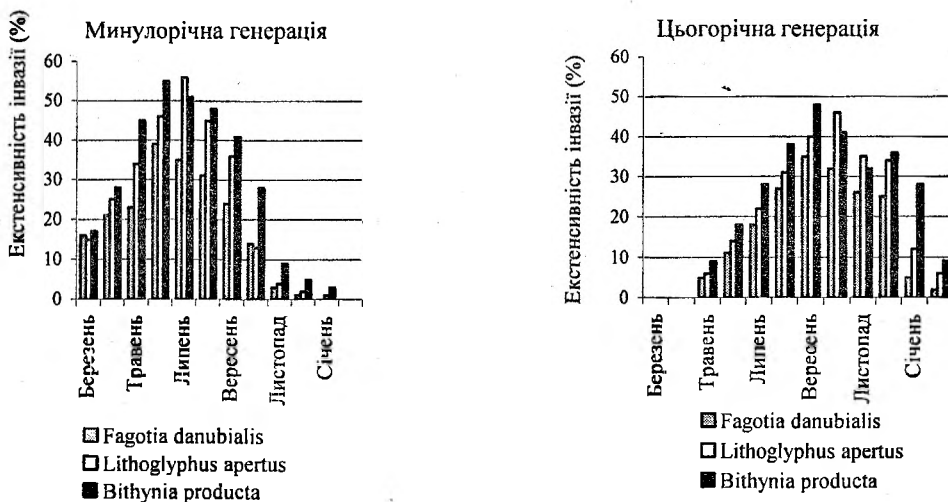 Минулорічна генерація
Екстенсивність інвазії (%)
60
50
40
30
20
10
0
Березень
Травень
Липень
Вересень
Листопад
Січень
Fagotia danubialis
Lithoglyphus apertus
Bithynia producta
Цьогорічна генерація
Екстенсивність інвазії (%)
60
50
40
30
20
10
0
Березень
Травень
Липень
Вересень
Листопад
Січень
Fagotia danubialis
Lithoglyphus apertus
Bithynia producta